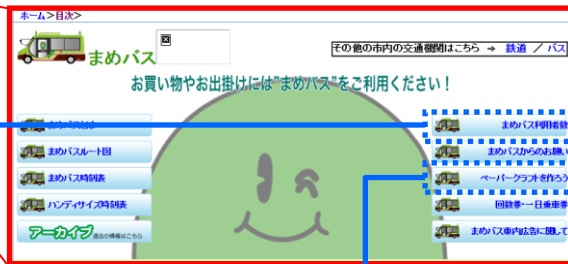 ホーム>目次>
まめバス
その他の市内の交通機関はこちら → 鉄道 / バス
お買い物やお出掛けには"まめバス"をご利用ください!
まめバス利用者数
まめバスルート図
まめバスからのお願い
まめバス時刻表
ペーパークラフトを作ろう
ハンディサイズ時刻表
回数券・一日乗車券
アーカイブ 過去の情報はこちら
まめバス車内広告に関して